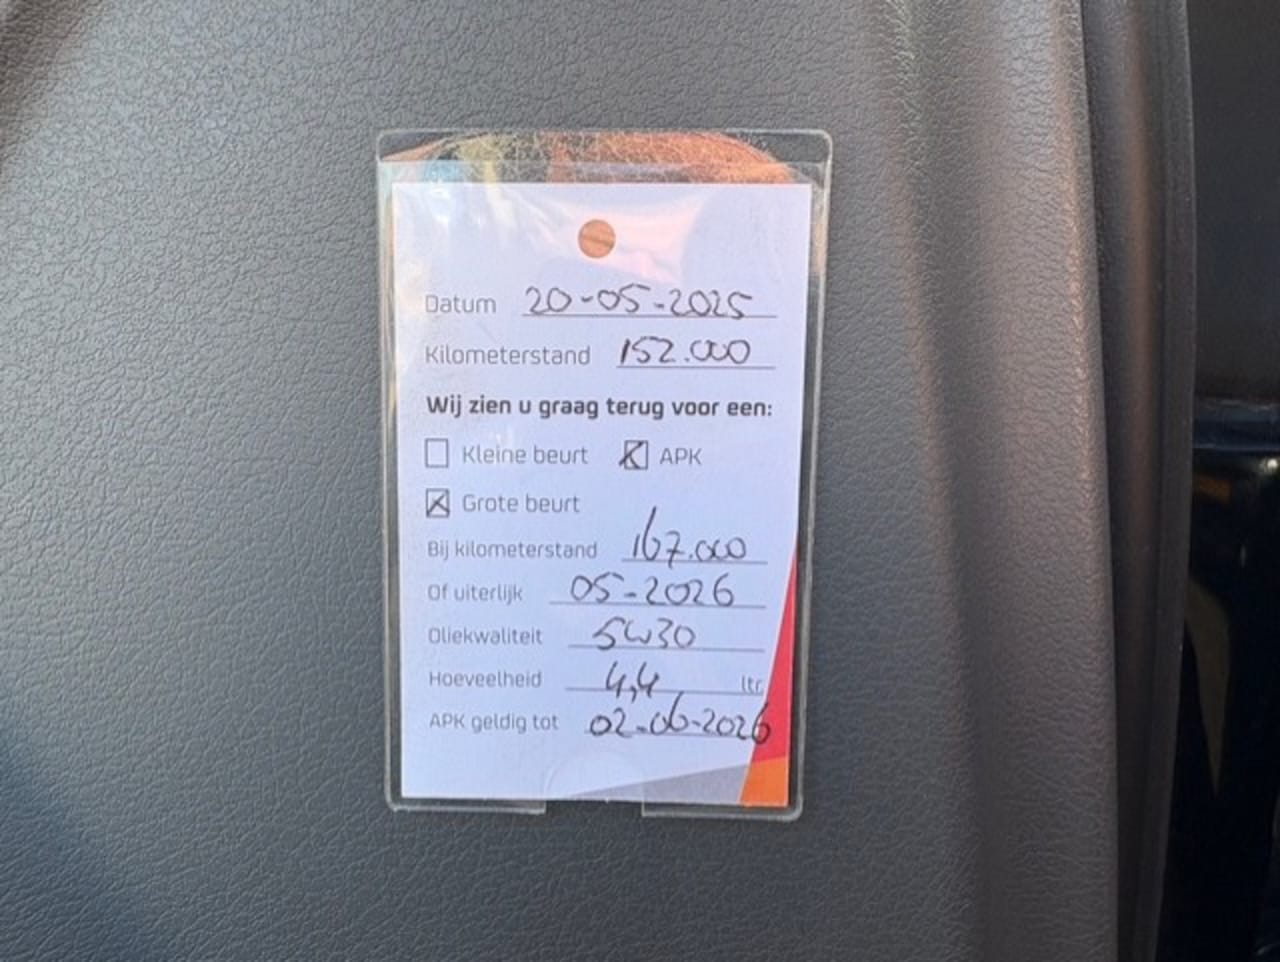 Datum 20-05-2025
Kilometerstand 152.000
Wij zien u graag terug voor een:
Kleine beurt APK
Grote beurt
Bij kilometerstand 167.000
Of uiterlijk 05-2026
Oliekwaliteit 5W30
Hoeveelheid 4,4 ltr.
APK geldig tot 02-06-2026